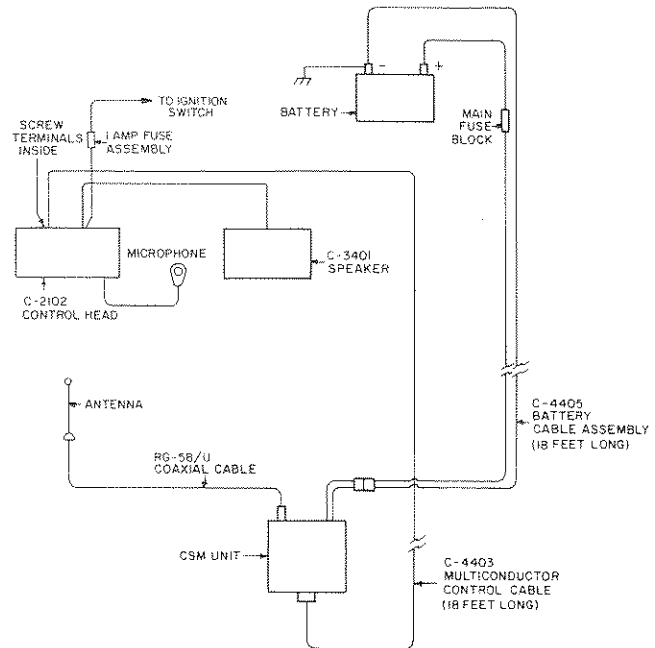 TO IGNITION
SWITCH
SCREW
TERMINALS
INSIDE
1 AMP FUSE
ASSEMBLY
- +
BATTERY
MAIN
FUSE
BLOCK
MICROPHONE
C-3401
SPEAKER
C-2102
CONTROL HEAD
ANTENNA
RG-58/U
COAXIAL CABLE
C-4405
BATTERY
CABLE ASSEMBLY
(18 FEET LONG)
CSM UNIT
C-4403
MULTICONDUCTOR
CONTROL CABLE
(18 FEET LONG)